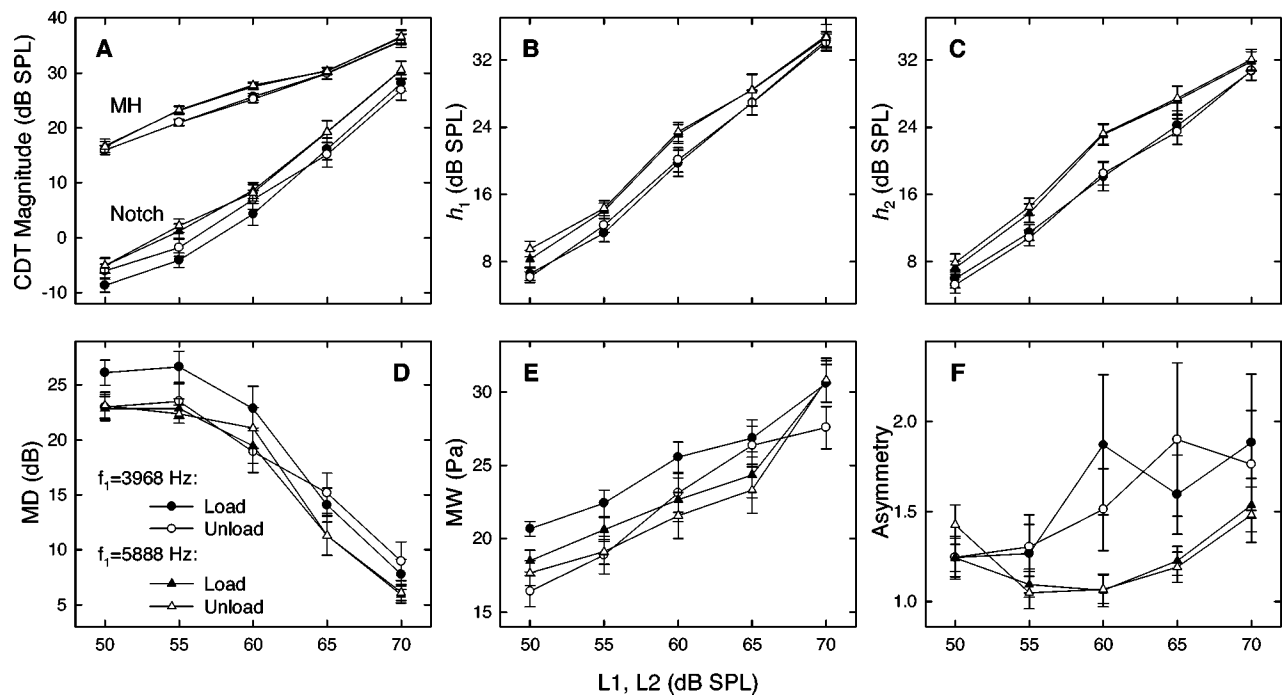 A
B
C
CDT Magnitude (dB SPL)
40
30
20
10
0
-10
MH
Notch
h1 (dB SPL)
32
24
16
8
h2 (dB SPL)
32
24
16
8
D
E
F
MD (dB)
25
20
15
10
5
f1=3968 Hz:
Load
Unload
f1=5888 Hz:
Load
Unload
50 55 60 65 70
MW (Pa)
30
25
20
15
50 55 60 65 70
Asymmetry
2.0
1.5
1.0
50 55 60 65 70
L1, L2 (dB SPL)